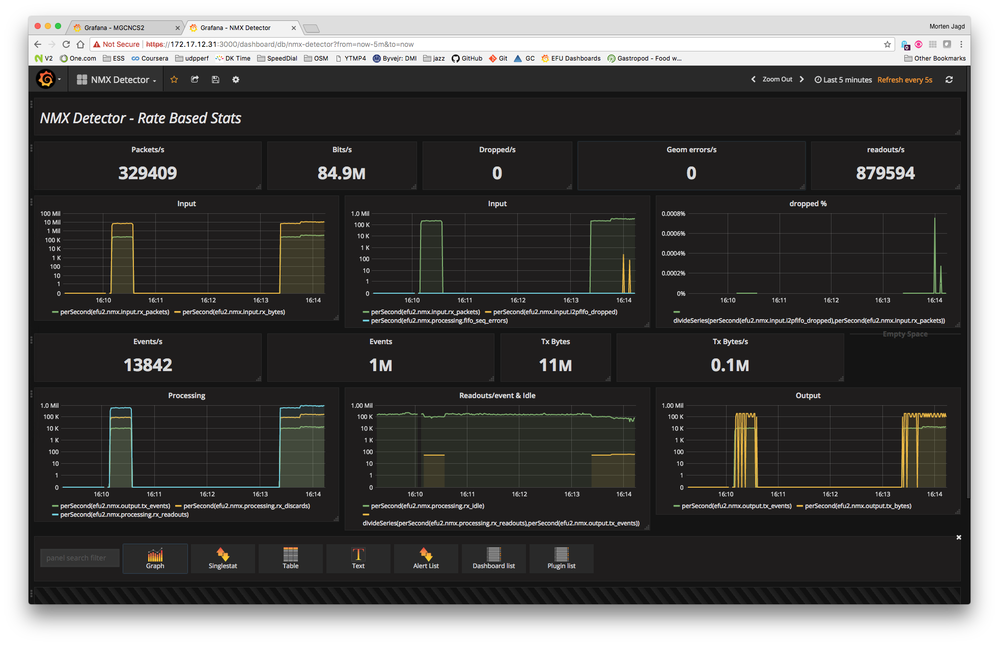 Grafana - MGCNCS2
Grafana - NMX Detector
Morten Jagd
Not Secure https://172.17.12.31:3000/dashboard/db/nmx-detector?from=now-5m&to=now
0
V2 One.com ESS Coursera udpperf DK Time SpeedDial OSM YTMP4 Byvejr: DMI jazz GitHub Git GC EFU Dashboards Gastropod - Food w... Other Bookmarks
NMX Detector Zoom Out Last 5 minutes Refresh every 5s
NMX Detector - Rate Based Stats
Packets/s Bits/s Dropped/s Geom errors/s readouts/s
329409 84.9M 0 0 879594
Input
100 Mil
10 Mil
1 Mil
100 K
10 K
1 K
100
10
1
0
16:10 16:11 16:12 16:13 16:14
perSecond(efu2.nmx.input.rx_packets) perSecond(efu2.nmx.input.rx_bytes)
Input
1.0 Mil
100 K
10 K
1 K
100
10
1
0
16:10 16:11 16:12 16:13 16:14
perSecond(efu2.nmx.input.rx_packets) perSecond(efu2.nmx.input.i2pfifo_dropped)
perSecond(efu2.nmx.processing.fifo_seq_errors)
dropped %
0.0008%
0.0006%
0.0004%
0.0002%
0%
16:10 16:11 16:12 16:13 16:14
divideSeries(perSecond(efu2.nmx.input.i2pfifo_dropped),perSecond(efu2.nmx.input.rx_packets))
Events/s Events Tx Bytes Tx Bytes/s Empty Space
13842 1M 11M 0.1M
Processing
1.0 Mil
100 K
10 K
1 K
100
10
1
0
16:10 16:11 16:12 16:13 16:14
perSecond(efu2.nmx.output.tx_events) perSecond(efu2.nmx.processing.rx_discards)
perSecond(efu2.nmx.processing.rx_readouts)
Readouts/event & Idle
1.00 Mil
100 K
10 K
1 K
100
10
1
0
16:10 16:11 16:12 16:13 16:14
perSecond(efu2.nmx.processing.rx_idle)
divideSeries(perSecond(efu2.nmx.processing.rx_readouts),perSecond(efu2.nmx.output.tx_events))
Output
1.00 Mil
100 K
10 K
1 K
100
10
1
0
16:10 16:11 16:12 16:13 16:14
perSecond(efu2.nmx.output.tx_events) perSecond(efu2.nmx.output.tx_bytes)
panel search filter
Graph Singlestat Table Text Alert List Dashboard list Plugin list